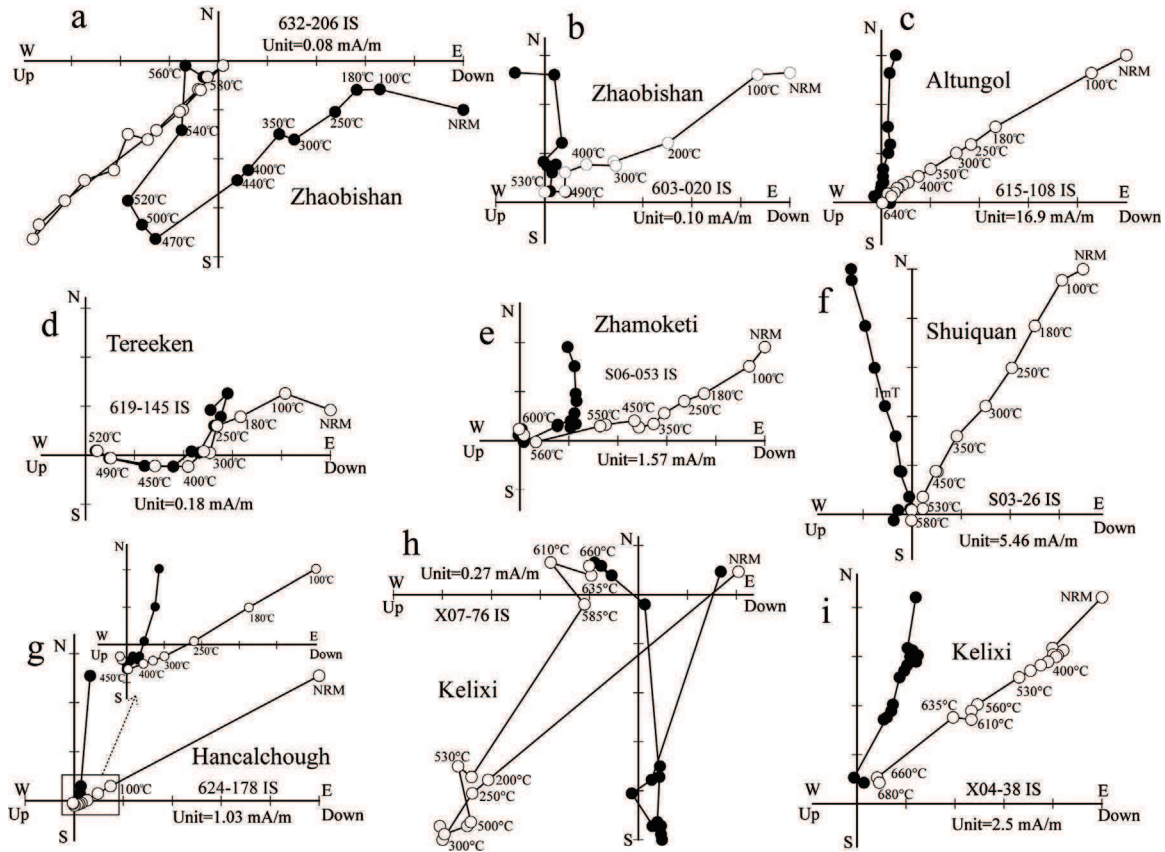 a
N
632-206 IS
Unit=0.08 mA/m
W
Up
E
Down
560℃
580℃
180℃
100℃
NRM
250℃
350℃
300℃
540℃
400℃
440℃
520℃
500℃
470℃
Zhaobishan
S
b
N
Zhaobishan
100℃
NRM
200℃
400℃
300℃
530℃
490℃
603-020 IS
W
Up
E
Down
Unit=0.10 mA/m
S
c
N
Altungol
NRM
100℃
180℃
250℃
300℃
350℃
400℃
615-108 IS
640℃
W
Up
E
Down
Unit=16.9 mA/m
S
d
N
Tereeken
619-145 IS
100℃
NRM
180℃
250℃
520℃
W
Up
E
Down
300℃
490℃
450℃
400℃
Unit=0.18 mA/m
S
e
N
Zhamoketi
NRM
100℃
S06-053 IS
180℃
250℃
450℃
550℃
350℃
600℃
560℃
W
Up
E
Down
Unit=1.57 mA/m
S
f
N
NRM
100℃
Shuiquan
180℃
250℃
1mT
300℃
350℃
450℃
S03-26 IS
530℃
580℃
W
Up
E
Down
Unit=5.46 mA/m
S
g
N
100℃
180℃
W
Up
E
Down
250℃
300℃
400℃
450℃
S
N
NRM
Hancalchough
100℃
624-178 IS
W
Up
E
Down
Unit=1.03 mA/m
S
h
N
610°C
660°C
NRM
Unit=0.27 mA/m
635°C
W
Up
E
Down
X07-76 IS
585°C
Kelixi
530°C
200°C
250°C
500°C
300°C
S
i
N
NRM
Kelixi
400°C
530°C
560°C
635°C
610°C
660°C
680°C
X04-38 IS
W
Up
E
Down
Unit=2.5 mA/m
S